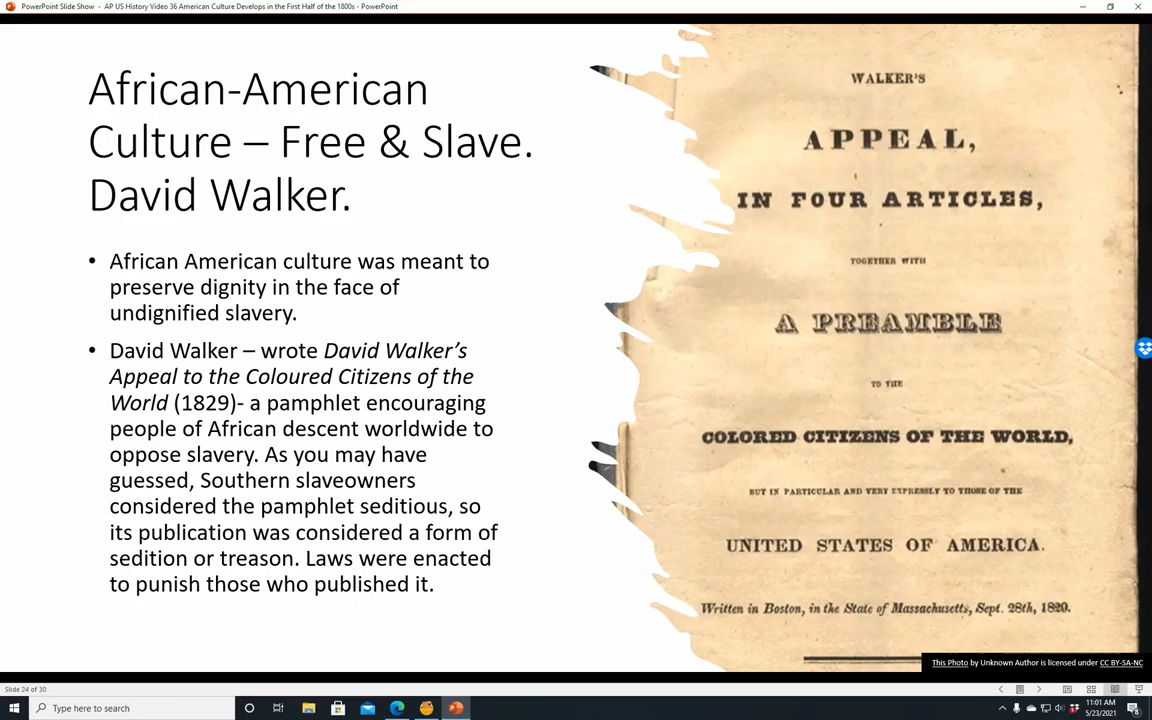 PowerPoint Slide Show - AP US History Video 36 American Culture Develops in the First Half of the 1800s - PowerPoint
African-American
Culture – Free & Slave.
David Walker.
• African American culture was meant to
preserve dignity in the face of
undignified slavery.
• David Walker – wrote David Walker's
Appeal to the Coloured Citizens of the
World (1829)- a pamphlet encouraging
people of African descent worldwide to
oppose slavery. As you may have
guessed, Southern slaveowners
considered the pamphlet seditious, so
its publication was considered a form of
sedition or treason. Laws were enacted
to punish those who published it.
WALKER'S
APPEAL,
IN FOUR ARTICLES,
TOGETHER WITH
A PREAMBLE
TO THE
COLORED CITIZENS OF THE WORLD,
BUT IN PARTICULAR AND VERY EXPRESSLY TO THOSE OF THE
UNITED STATES OF AMERICA.
Written in Boston, in the State of Massachusetts, Sept. 28th, 1829.
This Photo by Unknown Author is licensed under CC BY-SA-NC
Slide 24 of 30
Type here to search
11:01 AM
5/23/2021